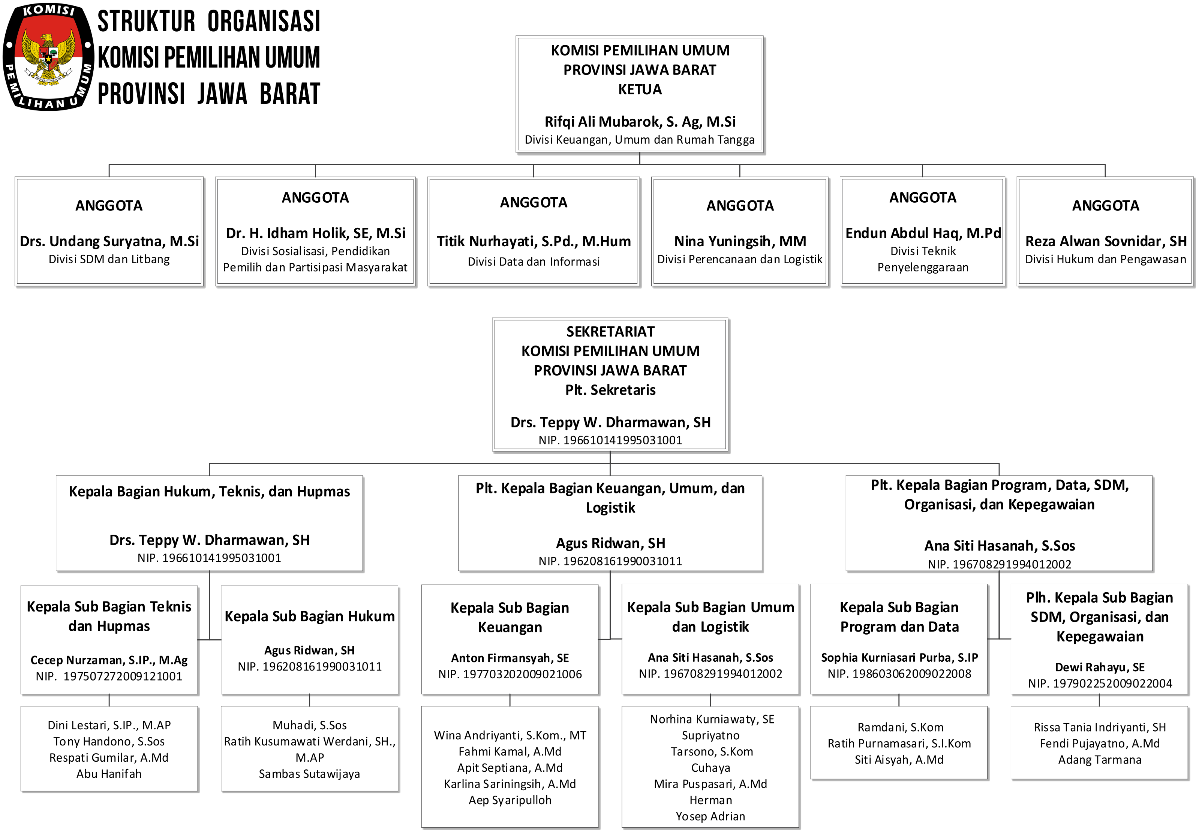 KOMISI
PEMILIHAN UMUM
STRUKTUR ORGANISASI
KOMISI PEMILIHAN UMUM
PROVINSI JAWA BARAT
KOMISI PEMILIHAN UMUM
PROVINSI JAWA BARAT
KETUA
Rifqi Ali Mubarok, S. Ag, M.Si
Divisi Keuangan, Umum dan Rumah Tangga
ANGGOTA
Drs. Undang Suryatna, M.Si
Divisi SDM dan Litbang
ANGGOTA
Dr. H. Idham Holik, SE, M.Si
Divisi Sosialisasi, Pendidikan
Pemilih dan Partisipasi Masyarakat
ANGGOTA
Titik Nurhayati, S.Pd., M.Hum
Divisi Data dan Informasi
ANGGOTA
Nina Yuningsih, MM
Divisi Perencanaan dan Logistik
ANGGOTA
Endun Abdul Haq, M.Pd
Divisi Teknik
Penyelenggaraan
ANGGOTA
Reza Alwan Sovnidar, SH
Divisi Hukum dan Pengawasan
SEKRETARIAT
KOMISI PEMILIHAN UMUM
PROVINSI JAWA BARAT
Plt. Sekretaris
Drs. Teppy W. Dharmawan, SH
NIP. 196610141995031001
Kepala Bagian Hukum, Teknis, dan Hupmas
Drs. Teppy W. Dharmawan, SH
NIP. 196610141995031001
Plt. Kepala Bagian Keuangan, Umum, dan
Logistik
Agus Ridwan, SH
NIP. 196208161990031011
Plt. Kepala Bagian Program, Data, SDM,
Organisasi, dan Kepegawaian
Ana Siti Hasanah, S.Sos
NIP. 196708291994012002
Kepala Sub Bagian Teknis
dan Hupmas
Cecep Nurzaman, S.IP., M.Ag
NIP. 197507272009121001
Kepala Sub Bagian Hukum
Agus Ridwan, SH
NIP. 196208161990031011
Kepala Sub Bagian
Keuangan
Anton Firmansyah, SE
NIP. 197703202009021006
Kepala Sub Bagian Umum
dan Logistik
Ana Siti Hasanah, S.Sos
NIP. 196708291994012002
Kepala Sub Bagian
Program dan Data
Sophia Kurniasari Purba, S.IP
NIP. 198603062009022008
Plh. Kepala Sub Bagian
SDM, Organisasi, dan
Kepegawaian
Dewi Rahayu, SE
NIP. 197902252009022004
Dini Lestari, S.IP., M.AP
Tony Handono, S.Sos
Respati Gumilar, A.Md
Abu Hanifah
Muhadi, S.Sos
Ratih Kusumawati Werdani, SH.,
M.AP
Sambas Sutawijaya
Wina Andriyanti, S.Kom., MT
Fahmi Kamal, A.Md
Apit Septiana, A.Md
Karlina Sariningsih, A.Md
Aep Syaripulloh
Norhina Kurniawaty, SE
Supriyatno
Tarsono, S.Kom
Cuhaya
Mira Puspasari, A.Md
Herman
Yosep Adrian
Ramdani, S.Kom
Ratih Purnamasari, S.I.Kom
Siti Aisyah, A.Md
Rissa Tania Indriyanti, SH
Fendi Pujayatno, A.Md
Adang Tarmana